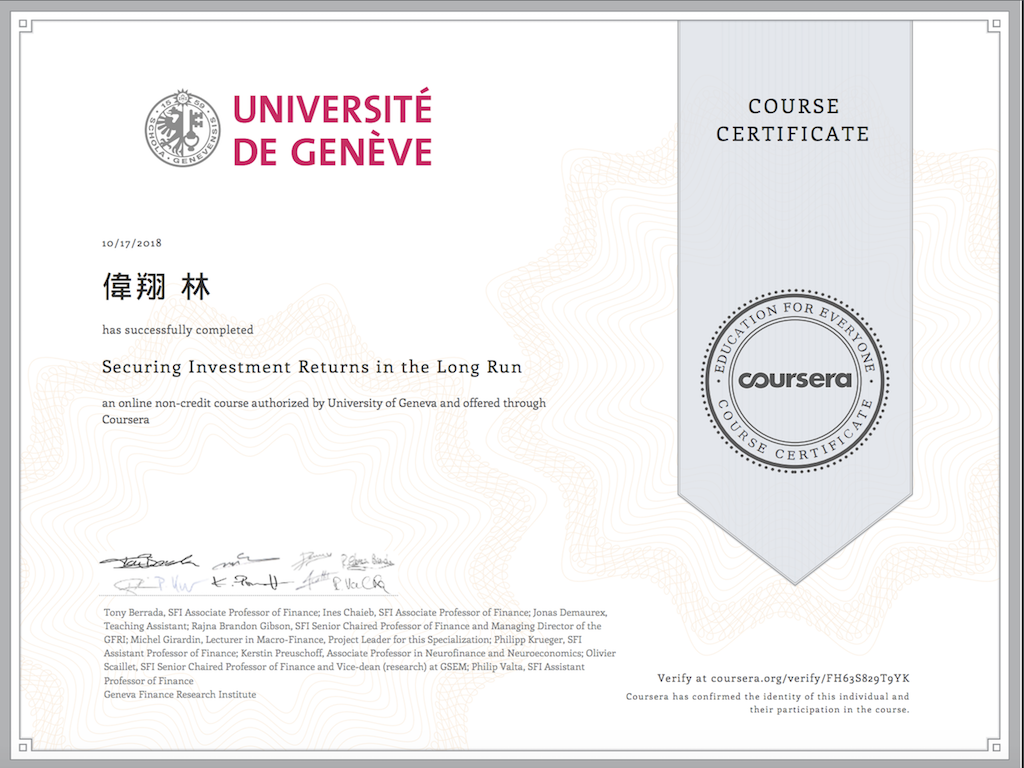 SCHOLA · GENEVENSIS
1559
UNIVERSITÉ
DE GENÈVE
COURSE
CERTIFICATE
10/17/2018
偉翔 林
has successfully completed
Securing Investment Returns in the Long Run
an online non-credit course authorized by University of Geneva and offered through
Coursera
EDUCATION FOR EVERYONE
coursera
COURSE CERTIFICATE
Tony Berrada, SFI Associate Professor of Finance; Ines Chaieb, SFI Associate Professor of Finance; Jonas Demaurex,
Teaching Assistant; Rajna Brandon Gibson, SFI Senior Chaired Professor of Finance and Managing Director of the
GFRI; Michel Girardin, Lecturer in Macro-Finance, Project Leader for this Specialization; Philipp Krueger, SFI
Assistant Professor of Finance; Kerstin Preuschoff, Associate Professor in Neurofinance and Neuroeconomics; Olivier
Scaillet, SFI Senior Chaired Professor of Finance and Vice-dean (research) at GSEM; Philip Valta, SFI Assistant
Professor of Finance
Geneva Finance Research Institute
Verify at coursera.org/verify/FH63S829T9YK
Coursera has confirmed the identity of this individual and
their participation in the course.